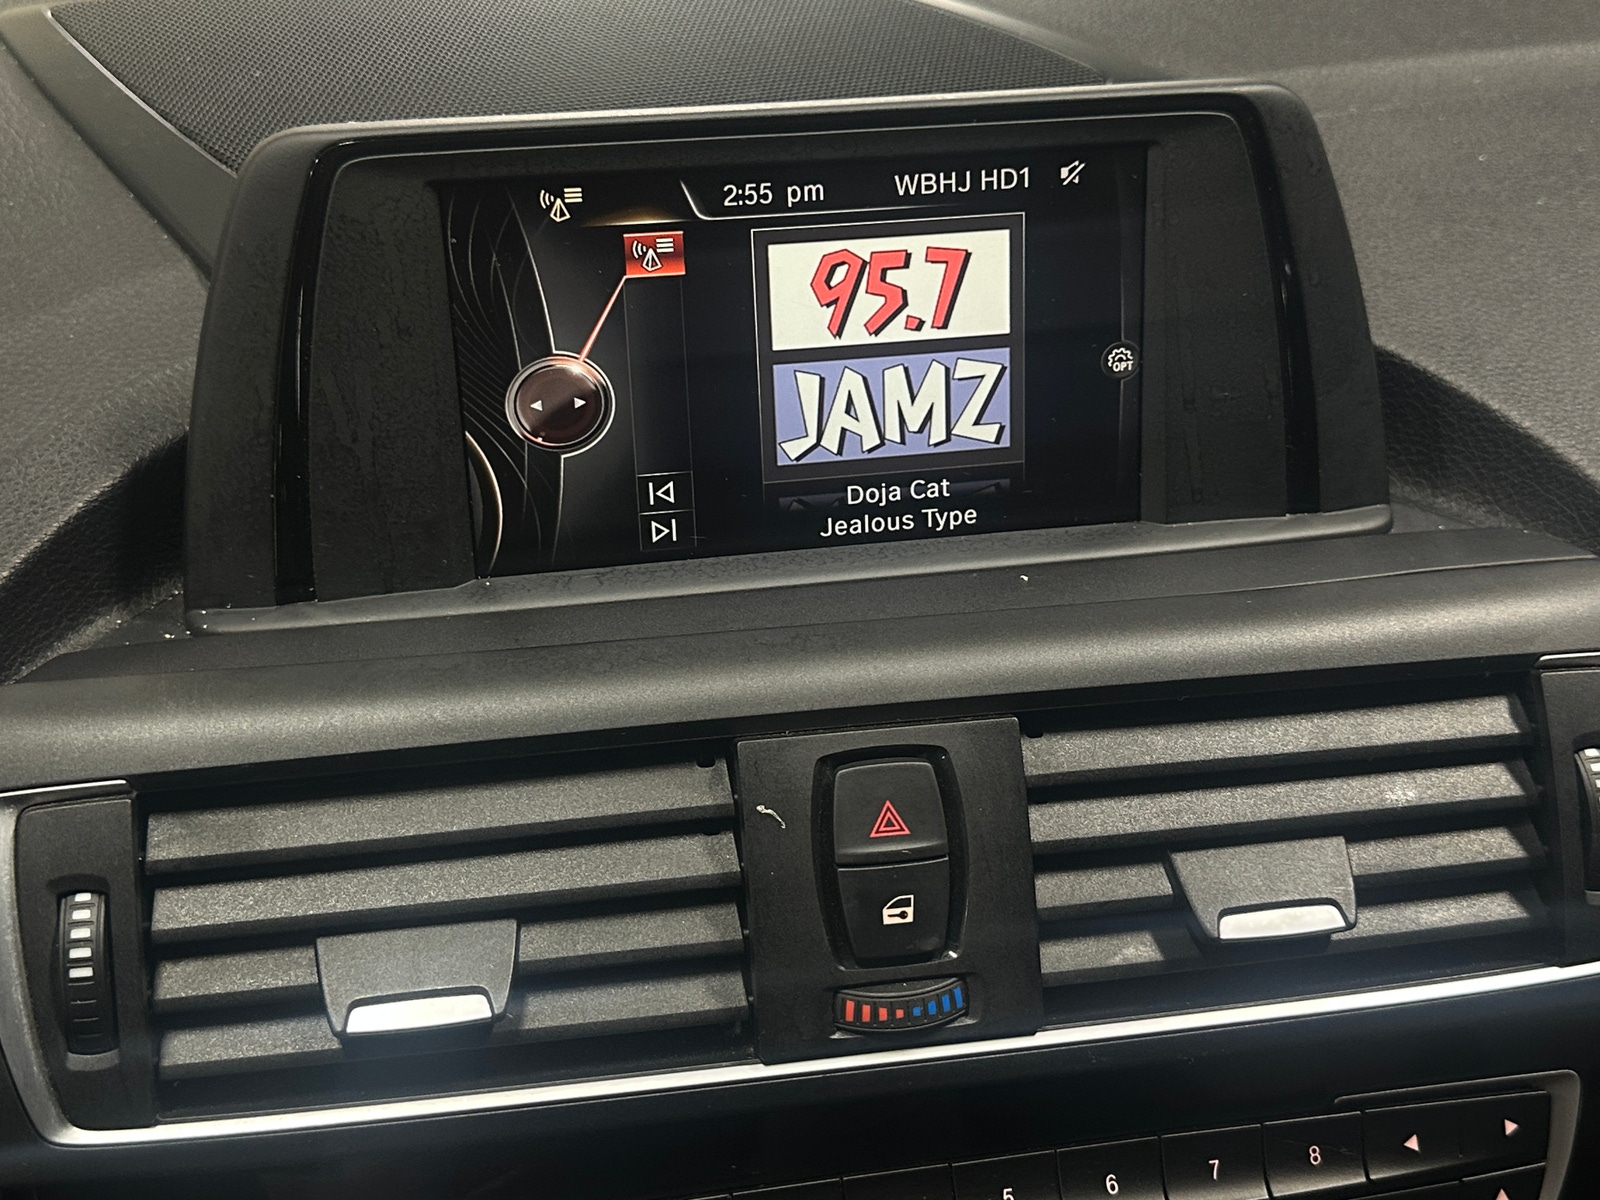 2:55 pm
WBHJ HD1
95.7
JAMZ
OPT
Doja Cat
Jealous Type
5
6
7
8